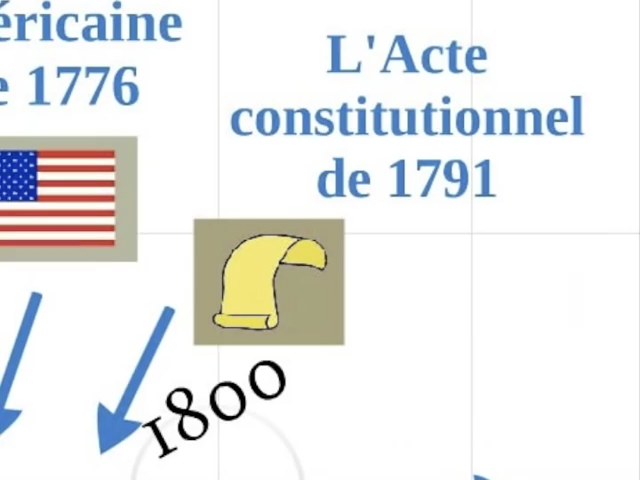 éricaine
e 1776
L'Acte
constitutionnel
de 1791
1800